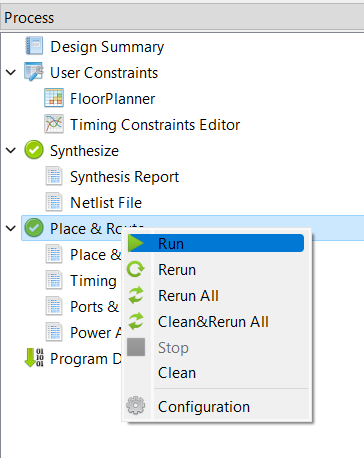 Process
Design Summary
User Constraints
FloorPlanner
Timing Constraints Editor
Synthesize
Synthesis Report
Netlist File
Place & Route
Run
Place &
Rerun
Timing
Rerun All
Ports &
Clean&Rerun All
Power A
Stop
Program D
Clean
Configuration